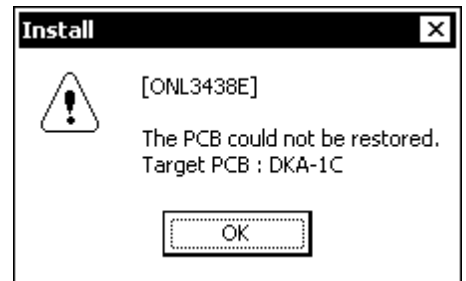 Install
[ONL3438E]
The PCB could not be restored.
Target PCB : DKA-1C
OK